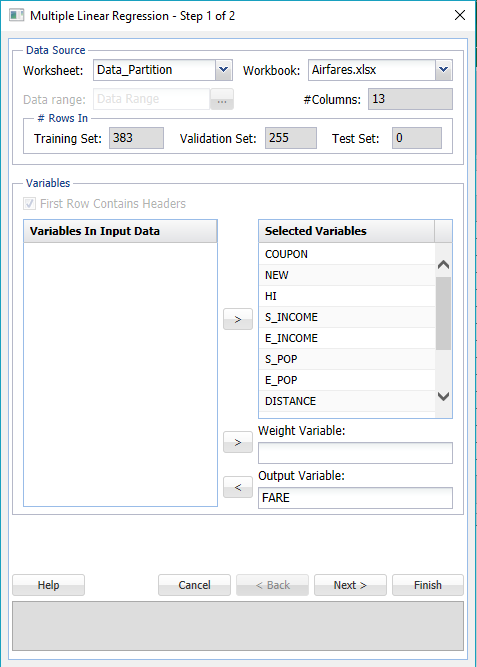 Multiple Linear Regression - Step 1 of 2
Data Source
Worksheet: Data_Partition Workbook: Airfares.xlsx
Data range: Data Range ... #Columns: 13
# Rows In
Training Set: 383 Validation Set: 255 Test Set: 0
Variables
First Row Contains Headers
Variables In Input Data Selected Variables
COUPON
NEW
HI
S_INCOME
> E_INCOME
S_POP
E_POP
DISTANCE
Weight Variable:
>
Output Variable:
< FARE
Help Cancel < Back Next > Finish